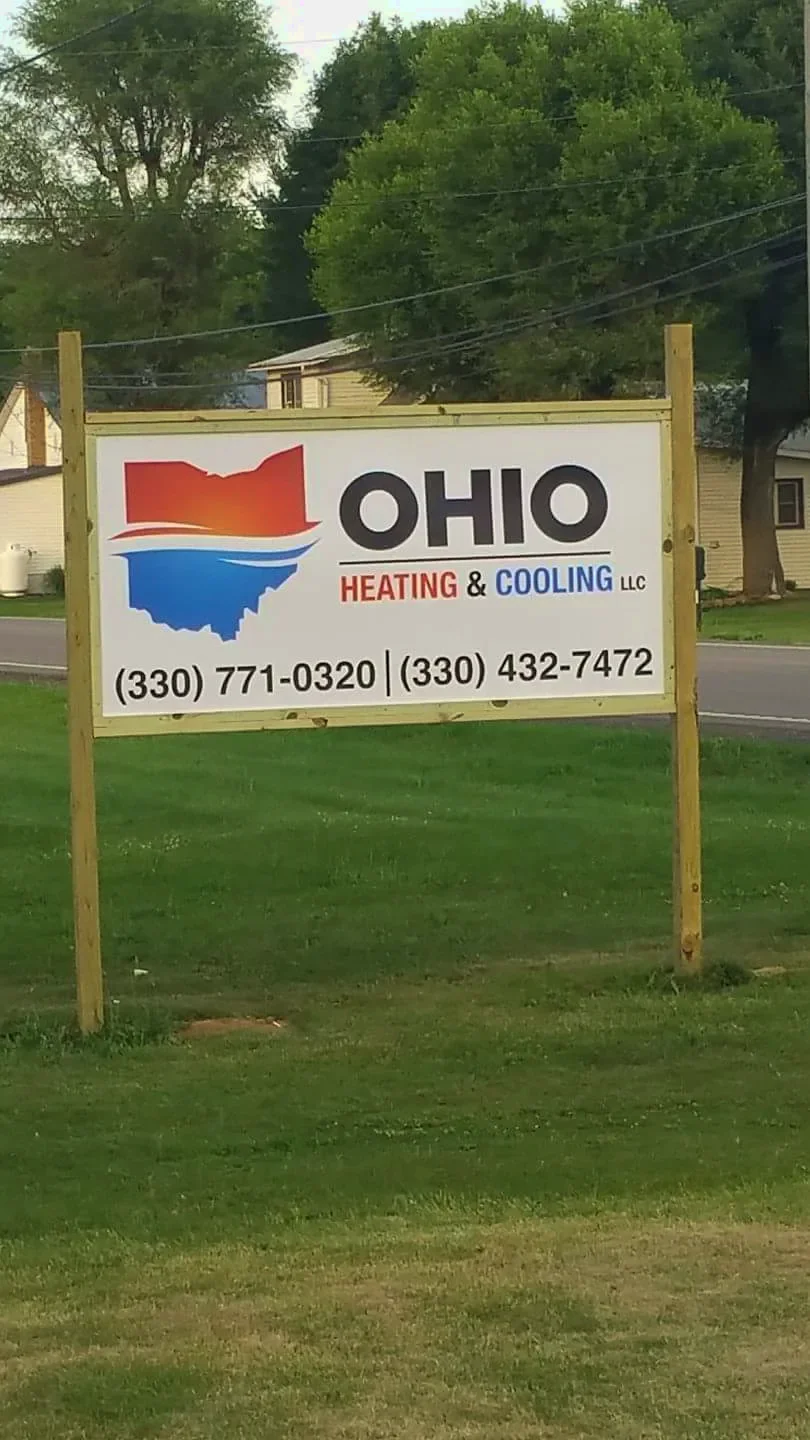 OHIO
HEATING & COOLING LLC
(330) 771-0320 | (330) 432-7472